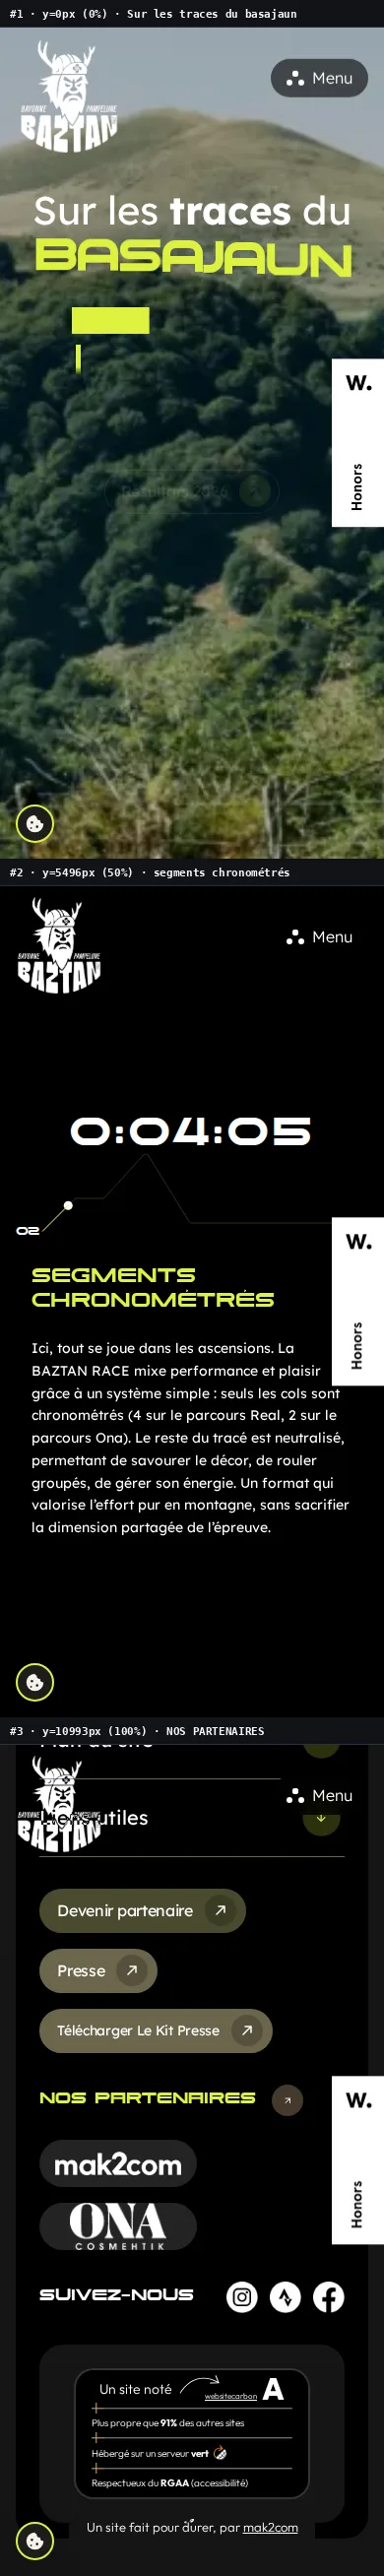 #1 · y=0px (0%) · Sur les traces du basajaun
BAYONNE PAMPELUNE
BAZTAN
Menu
Sur les traces du
BASAJAUN
W.
Honors
Résultats 2026
#2 · y=5496px (50%) · segments chronométrés
BAYONNE PAMPELUNE
BAZTAN
Menu
0:04:05
02
W.
Honors
SEGMENTS
CHRONOMÉTRÉS
Ici, tout se joue dans les ascensions. La
BAZTAN RACE mixe performance et plaisir
grâce à un système simple : seuls les cols sont
chronométrés (4 sur le parcours Real, 2 sur le
parcours Ona). Le reste du tracé est neutralisé,
permettant de savourer le décor, de rouler
groupés, de gérer son énergie. Un format qui
valorise l’effort pur en montagne, sans sacrifier
la dimension partagée de l’épreuve.
#3 · y=10993px (100%) · NOS PARTENAIRES
Plan du site
BAZTAN
Menu
Liens utiles
Devenir partenaire
Presse
Télécharger Le Kit Presse
NOS PARTENAIRES
W.
Honors
mak2com
ONA
COSMEHTIK
SUIVEZ-NOUS
Un site noté
websitecarbon
A
Plus propre que 91% des autres sites
Hébergé sur un serveur vert
Respectueux du RGAA (accessibilité)
Un site fait pour durer, par mak2com